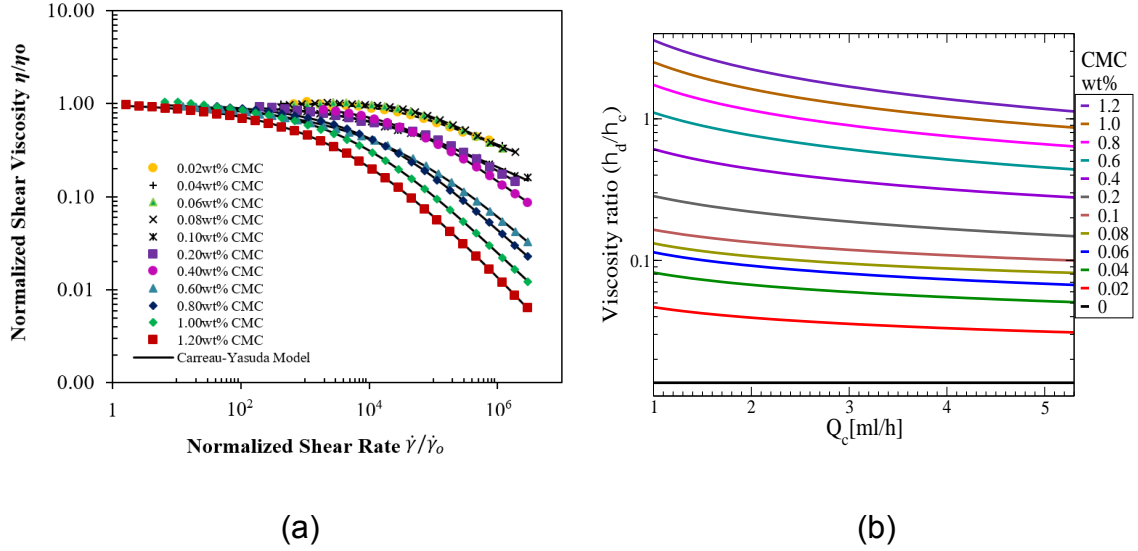 10.00
1.00
0.10
0.01
0.00
Normalized Shear Viscosity η/ηo
0.02wt% CMC
0.04wt% CMC
0.06wt% CMC
0.08wt% CMC
0.10wt% CMC
0.20wt% CMC
0.40wt% CMC
0.60wt% CMC
0.80wt% CMC
1.00wt% CMC
1.20wt% CMC
Carreau-Yasuda Model
1 10² 10⁴ 10⁶
Normalized Shear Rate γ̇/γ̇ₒ
(a)
Viscosity ratio (h_d/h_c)
1
0.1
1 2 3 4 5
Q_c[ml/h]
CMC
wt%
1.2
1.0
0.8
0.6
0.4
0.2
0.1
0.08
0.06
0.04
0.02
0
(b)